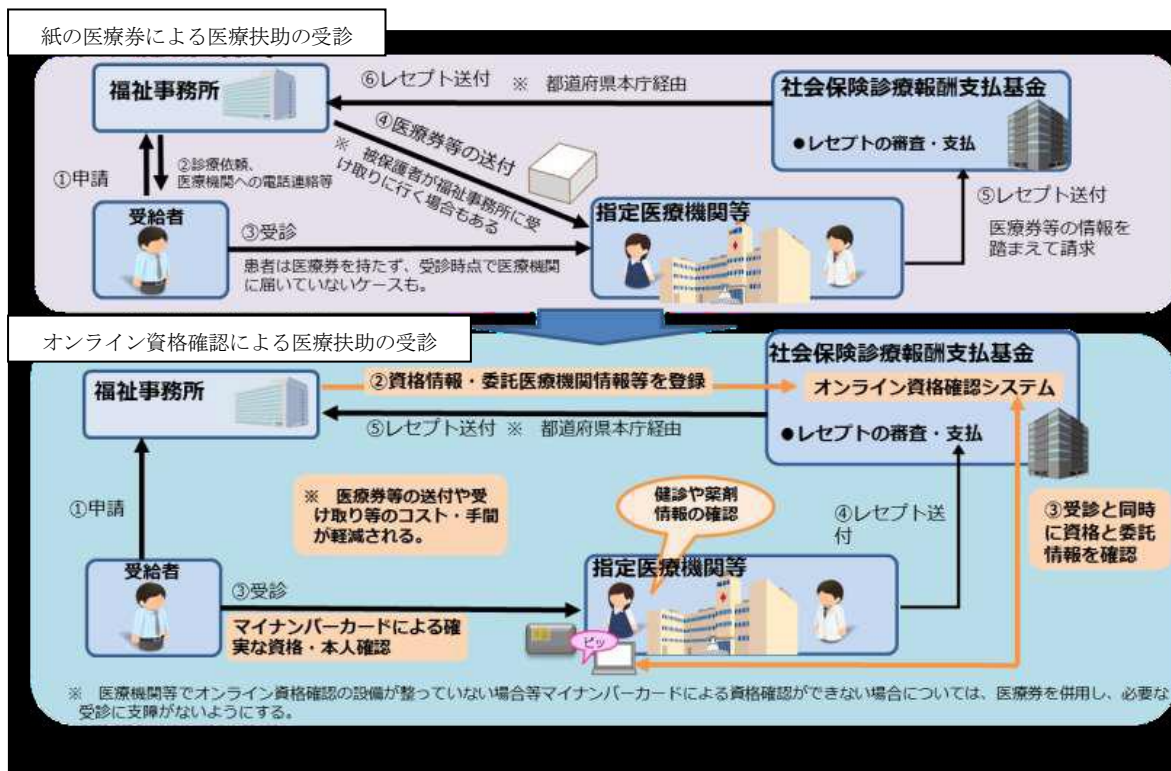 紙の医療券による医療扶助の受診
福祉事務所
⑥レセプト送付 ※ 都道府県本庁経由
社会保険診療報酬支払基金
●レセプトの審査・支払
④医療券等の送付
※ 被保護者が福祉事務所に受
け取りに行く場合もある
①申請
②診療依頼、
医療機関への電話連絡等
受給者
③受診
患者は医療券を持たず、受診時点で医療機関
に届いていないケースも。
指定医療機関等
⑤レセプト送付
医療券等の情報を
踏まえて請求
オンライン資格確認による医療扶助の受診
福祉事務所
②資格情報・委託医療機関情報等を登録
社会保険診療報酬支払基金
オンライン資格確認システム
⑤レセプト送付 ※ 都道府県本庁経由
●レセプトの審査・支払
①申請
※ 医療券等の送付や受
け取り等のコスト・手間
が軽減される。
健診や薬剤
情報の確認
④レセプト送
付
③受診と同時
に資格と委託
情報を確認
受給者
③受診
マイナンバーカードによる確
実な資格・本人確認
指定医療機関等
ピッ
※ 医療機関等でオンライン資格確認の設備が整っていない場合等マイナンバーカードによる資格確認ができない場合については、医療券を併用し、必要な
受診に支障がないようにする。